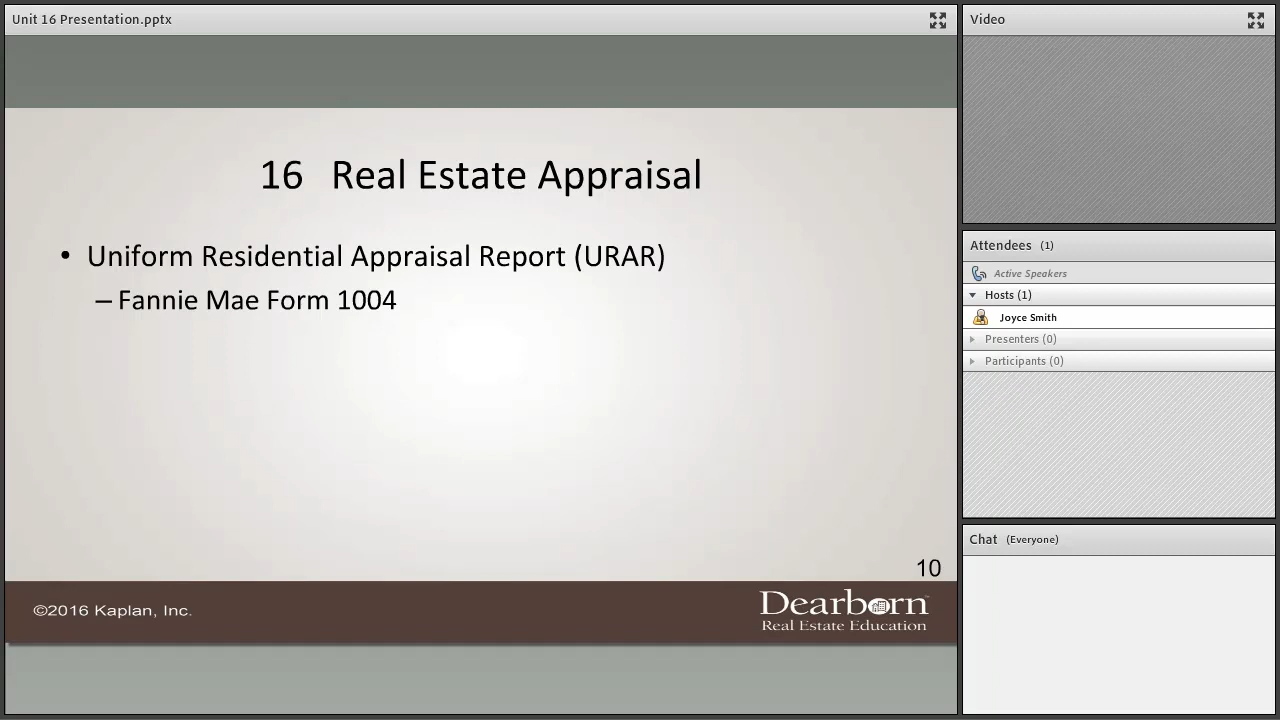 Unit 16 Presentation.pptx
16 Real Estate Appraisal
• Uniform Residential Appraisal Report (URAR)
– Fannie Mae Form 1004
10
©2016 Kaplan, Inc.
Dearborn™
Real Estate Education
Video
Attendees (1)
Active Speakers
Hosts (1)
Joyce Smith
Presenters (0)
Participants (0)
Chat (Everyone)